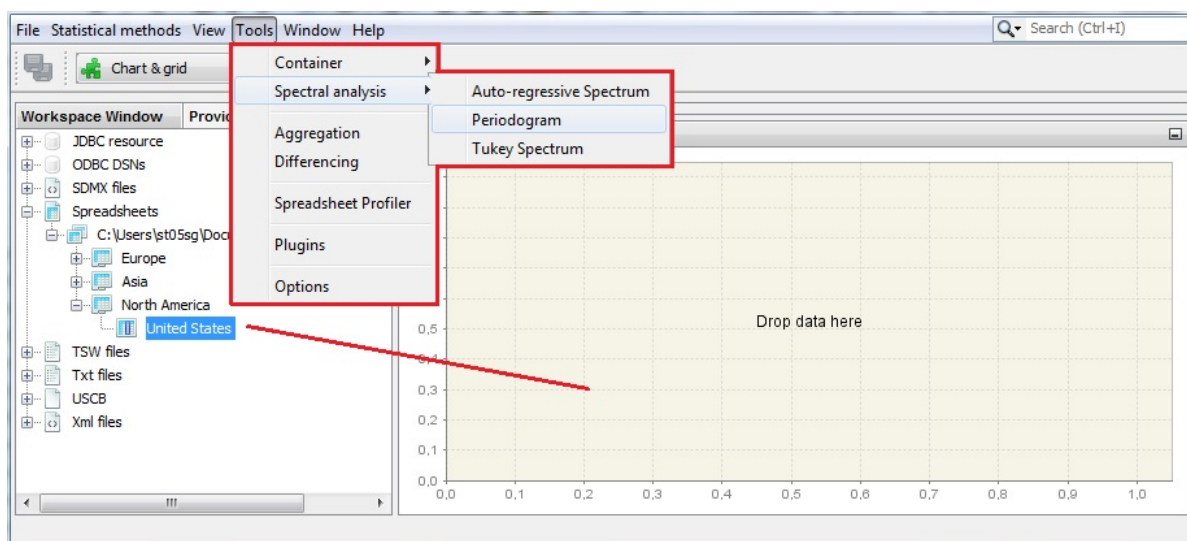 File Statistical methods View Tools Window Help
Search (Ctrl+I)
Chart & grid
Container
Spectral analysis
Aggregation
Differencing
Spreadsheet Profiler
Plugins
Options
Auto-regressive Spectrum
Periodogram
Tukey Spectrum
Workspace Window
JDBC resource
ODBC DSNs
SDMX files
Spreadsheets
Europe
Asia
North America
United States
TSW files
Txt files
USCB
Xml files
Drop data here
0,5
0,3
0,2
0,1
0,0
0,0 0,1 0,2 0,3 0,4 0,5 0,6 0,7 0,8 0,9 1,0